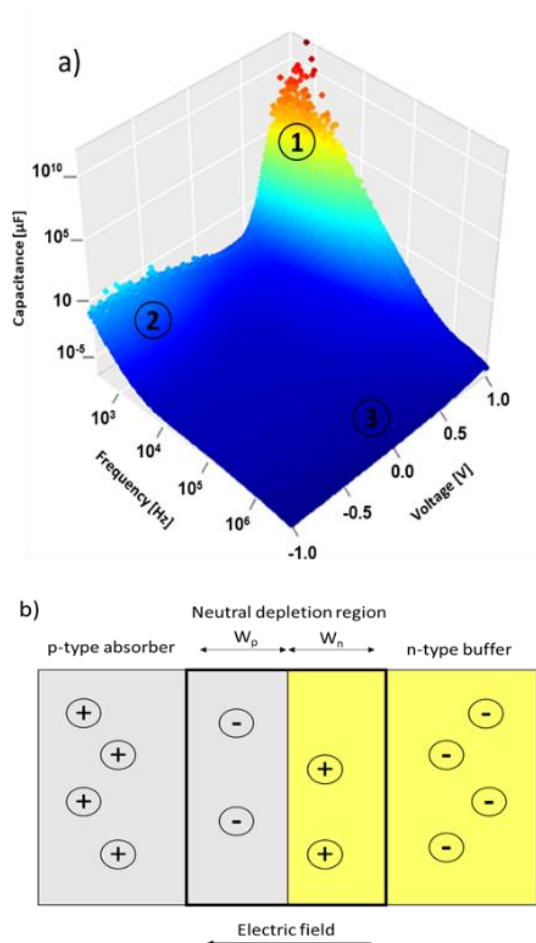 a)
1
10¹⁰
10⁵
10
10⁻⁵
Capacitance [µF]
2
3
10³
10⁴
10⁵
10⁶
Frequency [Hz]
-1.0
-0.5
0.0
0.5
1.0
Voltage [V]
b)
Neutral depletion region
p-type absorber
Wₚ
Wₙ
n-type buffer
+ - -
+ + -
+ - -
+ + -
Electric field